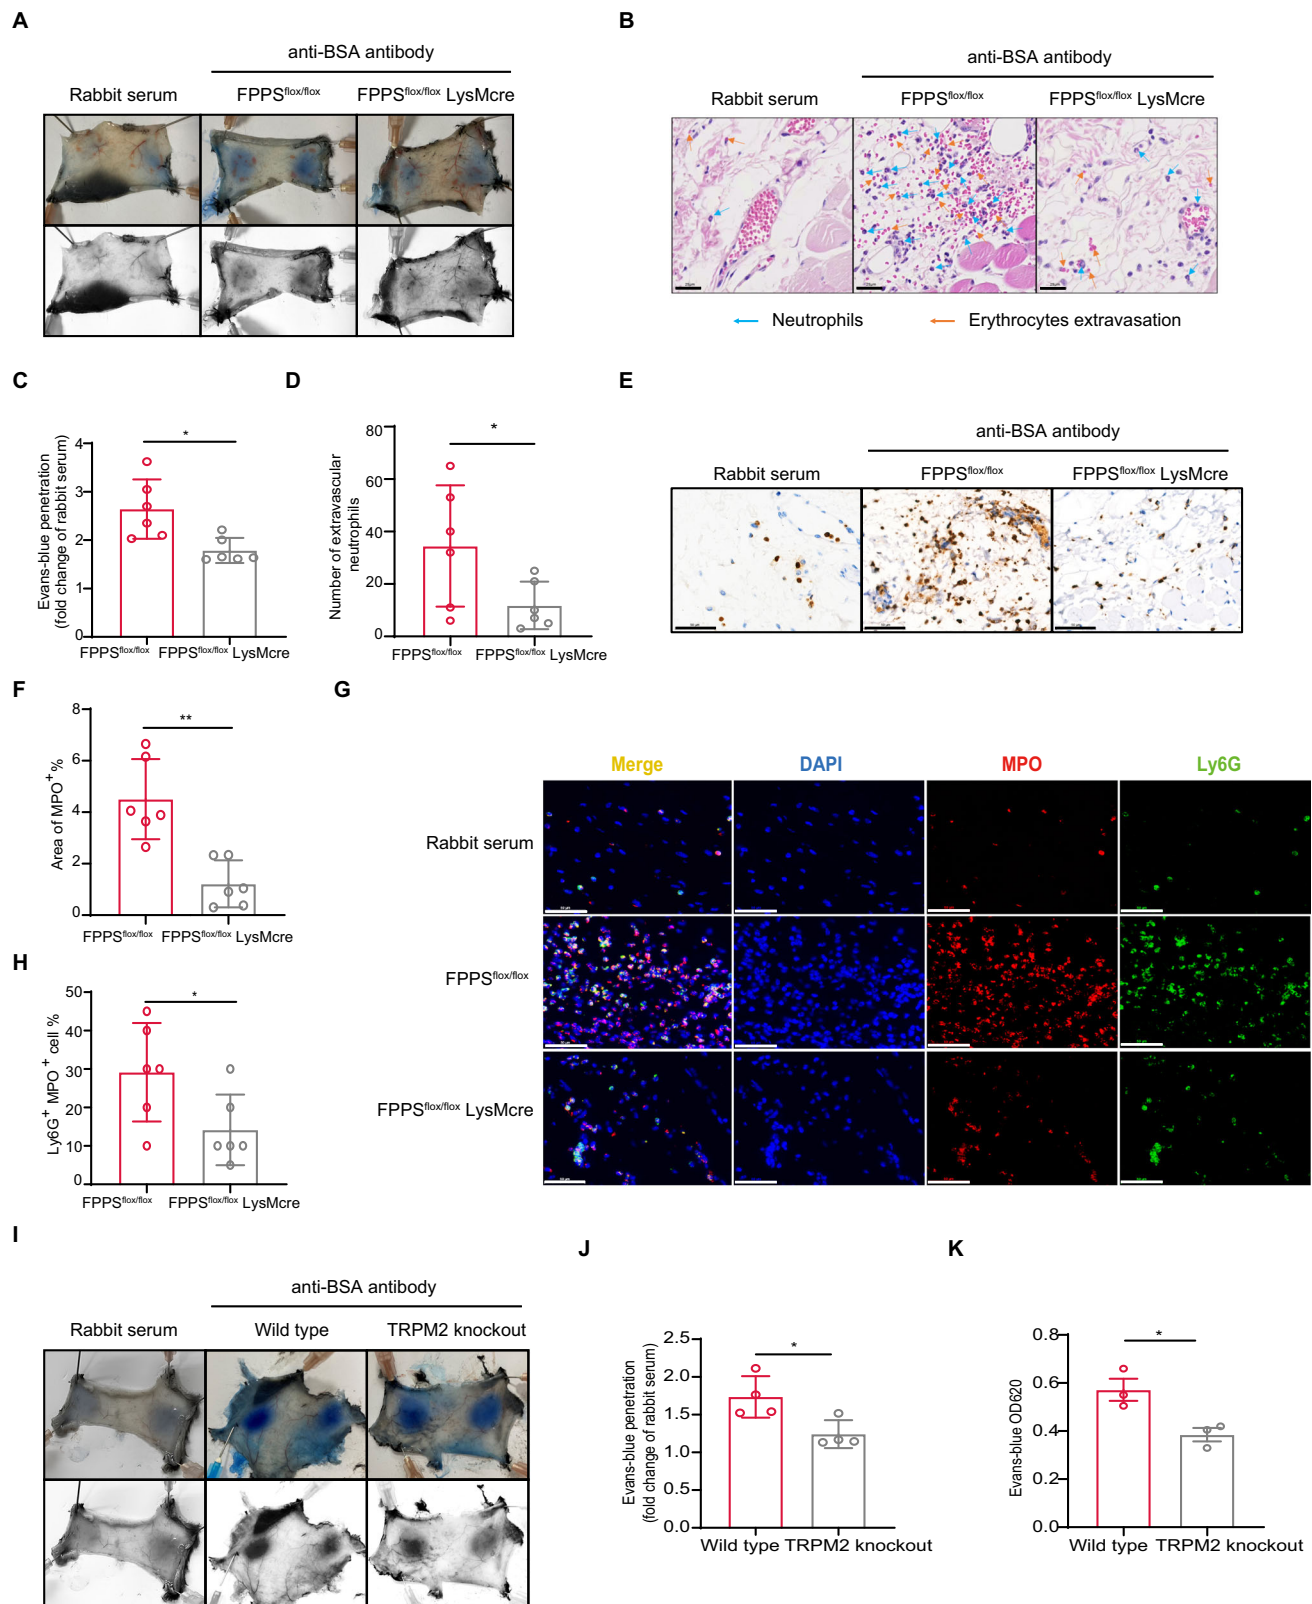 A
anti-BSA antibody
Rabbit serum
FPPSflox/flox
FPPSflox/flox LysMcre
B
anti-BSA antibody
Rabbit serum
FPPSflox/flox
FPPSflox/flox LysMcre
Neutrophils
Erythrocytes extravasation
C
Evans-blue penetration
(fold change of rabbit serum)
4
3
2
1
0
*
FPPSflox/flox
FPPSflox/flox LysMcre
D
Number of extravascular
neutrophils
80
60
40
20
0
*
FPPSflox/flox
FPPSflox/flox LysMcre
E
anti-BSA antibody
Rabbit serum
FPPSflox/flox
FPPSflox/flox LysMcre
F
Area of MPO+%
8
6
4
2
0
**
FPPSflox/flox
FPPSflox/flox LysMcre
G
Merge
DAPI
MPO
Ly6G
Rabbit serum
FPPSflox/flox
FPPSflox/flox LysMcre
H
Ly6G+ MPO+ cell %
50
40
30
20
10
0
*
FPPSflox/flox
FPPSflox/flox LysMcre
I
anti-BSA antibody
Rabbit serum
Wild type
TRPM2 knockout
J
Evans-blue penetration
(fold change of rabbit serum)
2.5
2.0
1.5
1.0
0.5
0.0
*
Wild type
TRPM2 knockout
K
Evans-blue OD620
0.8
0.6
0.4
0.2
0.0
*
Wild type
TRPM2 knockout